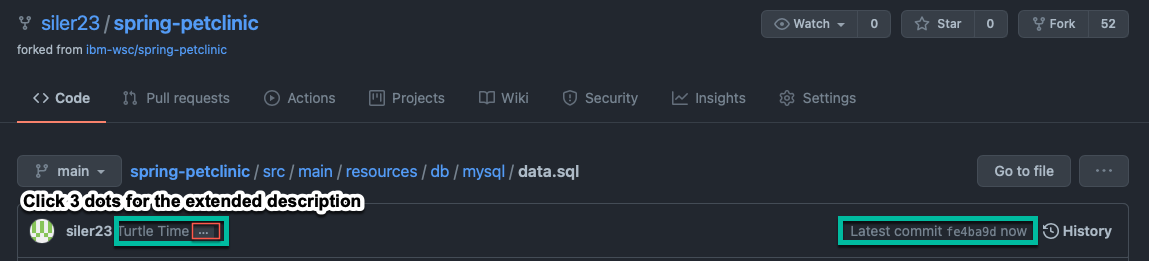 siler23 / spring-petclinic
Watch 0 Star 0 Fork 52
forked from ibm-wsc/spring-petclinic
Code Pull requests Actions Projects Wiki Security Insights Settings
main spring-petclinic / src / main / resources / db / mysql / data.sql Go to file ...
Click 3 dots for the extended description
siler23 Turtle Time ... Latest commit fe4ba9d now History